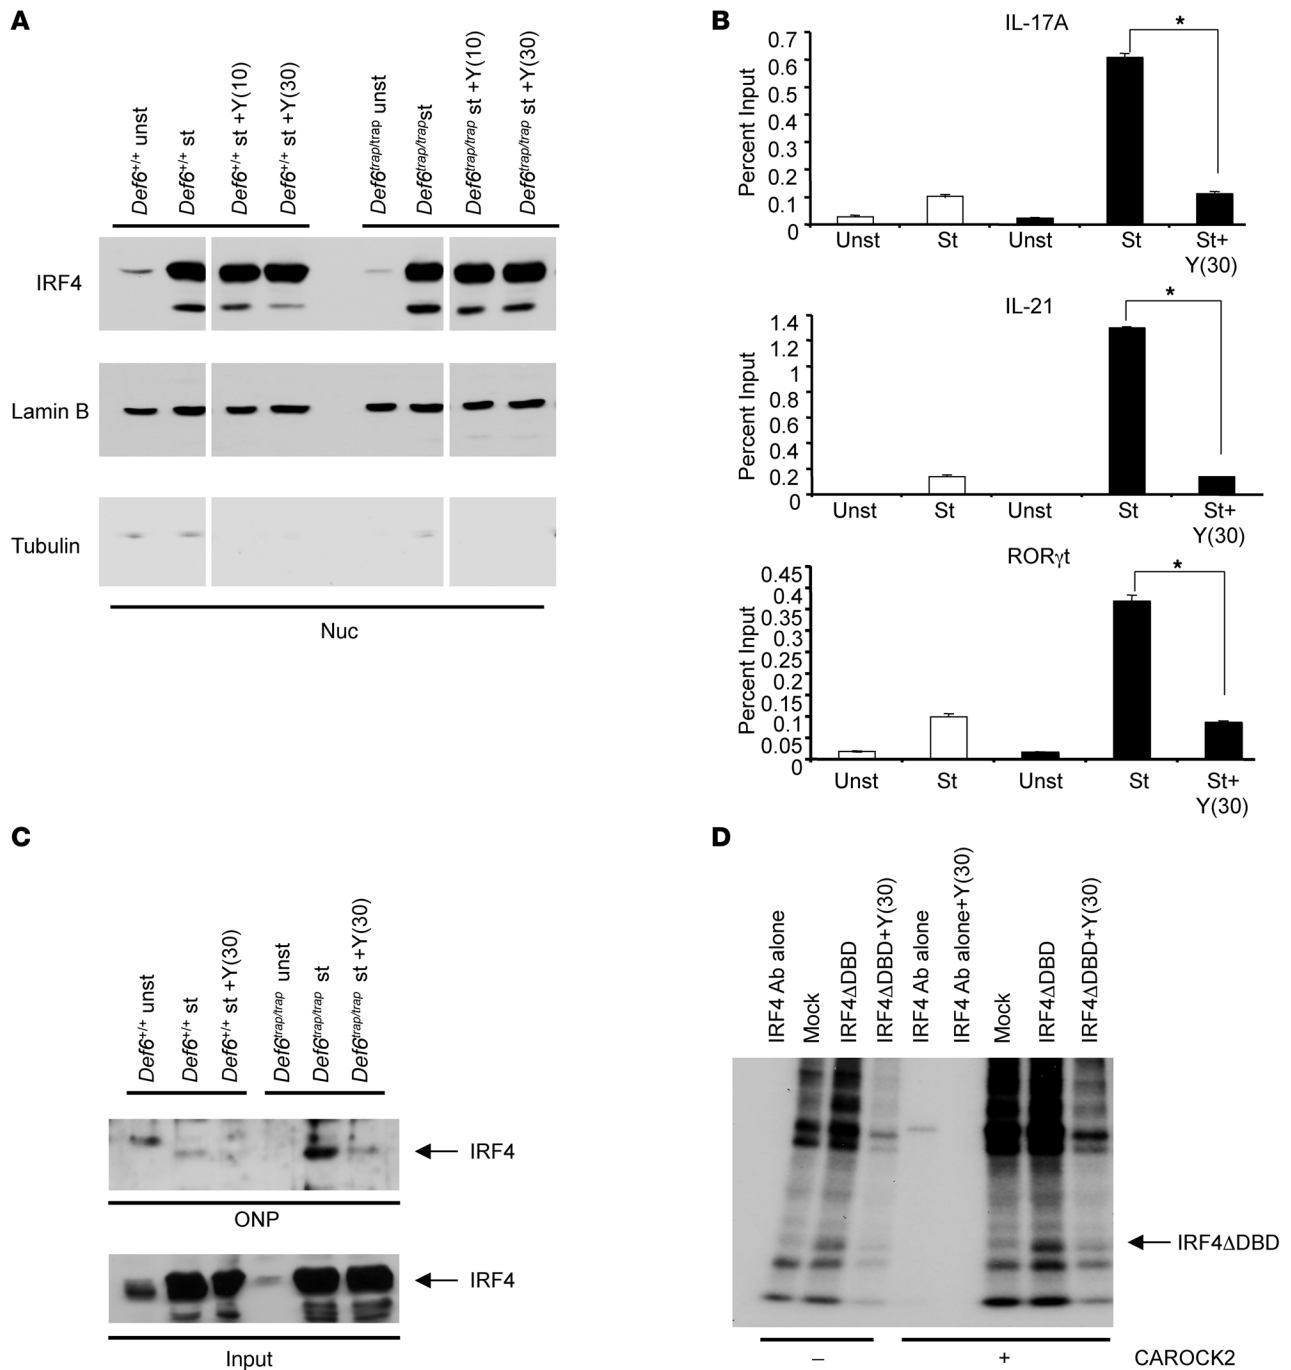 A
Def6+/+ unst
Def6+/+ st
Def6+/+ st +Y(10)
Def6+/+ st +Y(30)
Def6trap/trap unst
Def6trap/trap st
Def6trap/trap st +Y(10)
Def6trap/trap st +Y(30)
IRF4
Lamin B
Tubulin
Nuc
B
IL-17A
*
Percent Input
0.7
0.6
0.5
0.4
0.3
0.2
0.1
0
Unst St Unst St St+
Y(30)
IL-21
*
Percent Input
1.4
1.2
1
0.8
0.6
0.4
0.2
0
Unst St Unst St St+
Y(30)
RORγt
*
Percent Input
0.45
0.4
0.35
0.3
0.25
0.2
0.15
0.1
0.05
0
Unst St Unst St St+
Y(30)
C
Def6+/+ unst
Def6+/+ st
Def6+/+ st +Y(30)
Def6trap/trap unst
Def6trap/trap st
Def6trap/trap st +Y(30)
IRF4
ONP
IRF4
Input
D
IRF4 Ab alone
Mock
IRF4ΔDBD
IRF4ΔDBD+Y(30)
IRF4 Ab alone
IRF4 Ab alone+Y(30)
Mock
IRF4ΔDBD
IRF4ΔDBD+Y(30)
IRF4ΔDBD
– + CAROCK2